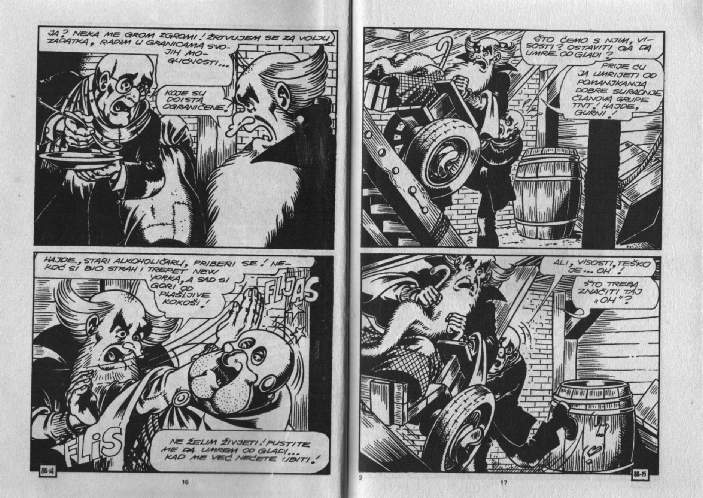 JA? NEKA ME GROM ZGROMI! ŽRTVUJEM SE ZA VOLJU
ZADATKA, RADIM U GRANICAMA SVO-
JIH MO-
GUĆNOSTI...
KOJE SU
DOISTA
OGRANIČENE!
HAJDE, STARI ALKOHOLIČARU, PRIBERI SE! NE-
KOĆ SI BIO STRAH I TREPET NEW
YORKA, A SAD SI
GORI OD
PLAŠLJIVE
KOKOŠI!
FLJAS
FLIS
NE ŽELIM ŽIVJETI! PUSTITE
ME DA UMREM OD GLADI...
KAD ME VEĆ NEĆETE UBITI!
16
ŠTO ĆEMO S NJIM, VI-
SOSTI? OSTAVITI GA DA
UMRE OD GLADI?
PRIJE ĆU
JA UMRIJETI OD
POMANJKANJA
DOBRE SURADNJE
ČLANOVA GRUPE
TNT! HAJDE,
GURNI!
ALI, VISOSTI, TEŠKO
JE... OH!
ŠTO TREBA
ZNAČITI TAJ
„OH"?
17